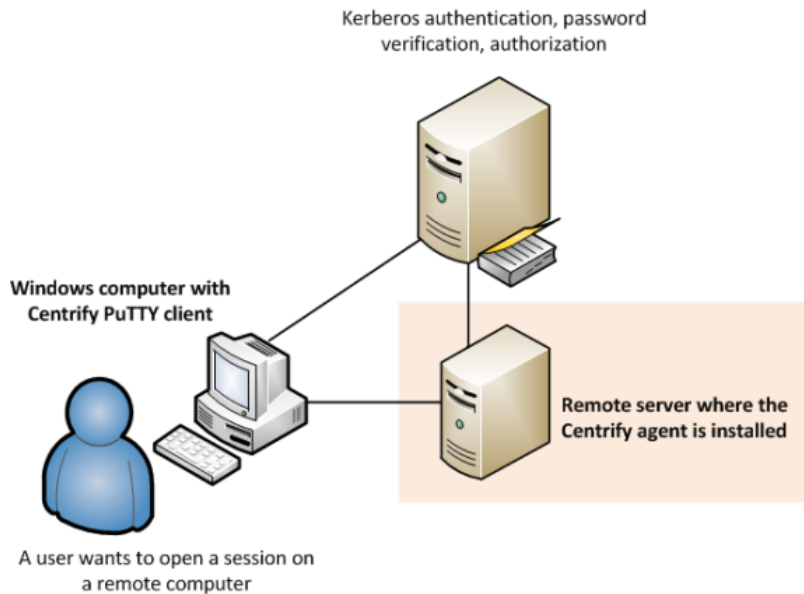 Kerberos authentication, password
verification, authorization
Windows computer with
Centrify PuTTY client
Remote server where the
Centrify agent is installed
A user wants to open a session on
a remote computer